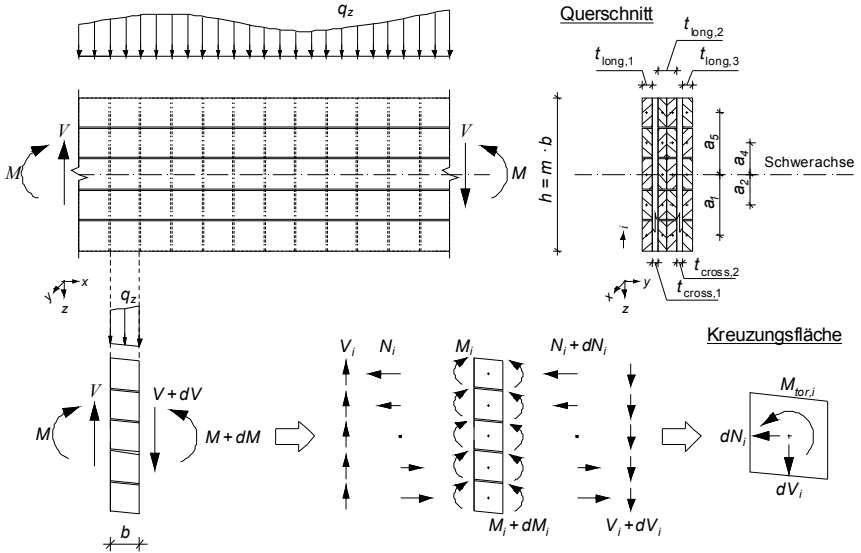 q_z
Querschnitt
t_long,2
t_long,1
t_long,3
V
V
M
M
h = m · b
a_5
a_4
a_2
a_1
Schwerachse
i
t_cross,2
t_cross,1
x
y
z
x
y
z
q_z
Kreuzungsfläche
V
V + dV
M
M + dM
b
V_i
N_i
M_i
N_i + dN_i
M_i + dM_i
V_i + dV_i
M_tor,i
dN_i
dV_i